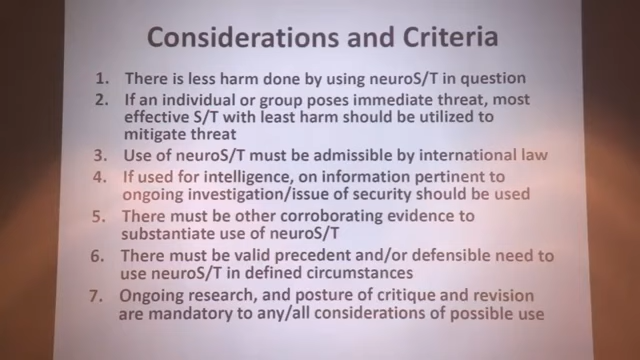 Considerations and Criteria
1. There is less harm done by using neuroS/T in question
2. If an individual or group poses immediate threat, most
effective S/T with least harm should be utilized to
mitigate threat
3. Use of neuroS/T must be admissible by international law
4. If used for intelligence, on information pertinent to
ongoing investigation/issue of security should be used
5. There must be other corroborating evidence to
substantiate use of neuroS/T
6. There must be valid precedent and/or defensible need to
use neuroS/T in defined circumstances
7. Ongoing research, and posture of critique and revision
are mandatory to any/all considerations of possible use